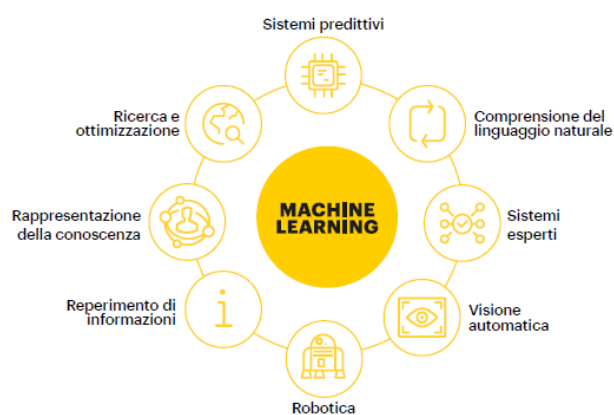 Sistemi predittivi
Comprensione del
linguaggio naturale
Sistemi
esperti
Visione
automatica
Robotica
Reperimento di
informazioni
Rappresentazione
della conoscenza
Ricerca e
ottimizzazione
MACHINE
LEARNING